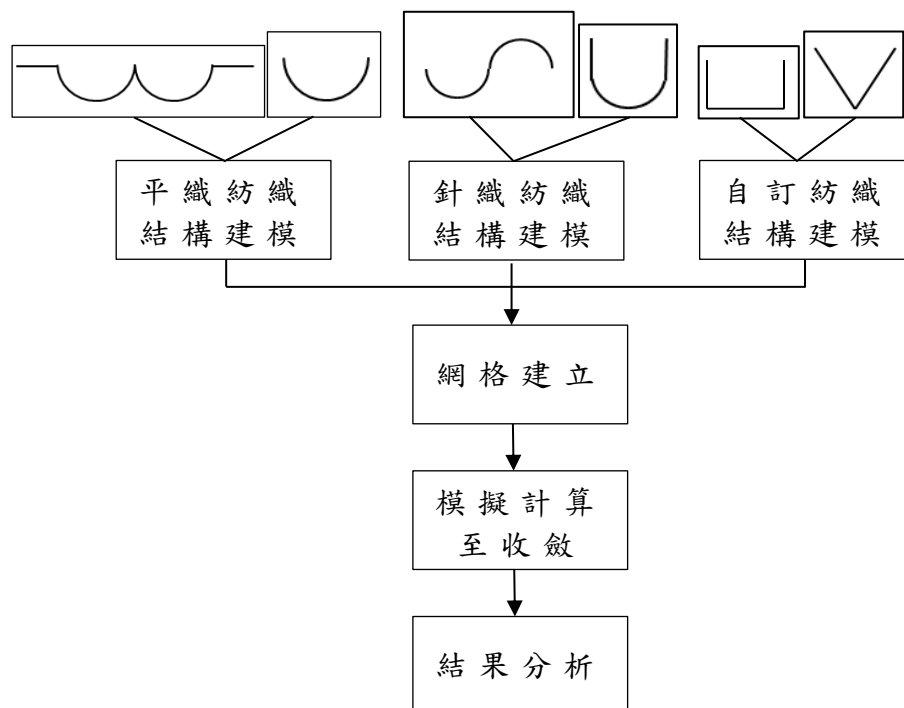 平織紡織
結構建模
針織紡織
結構建模
自訂紡織
結構建模
網格建立
模擬計算
至收斂
結果分析